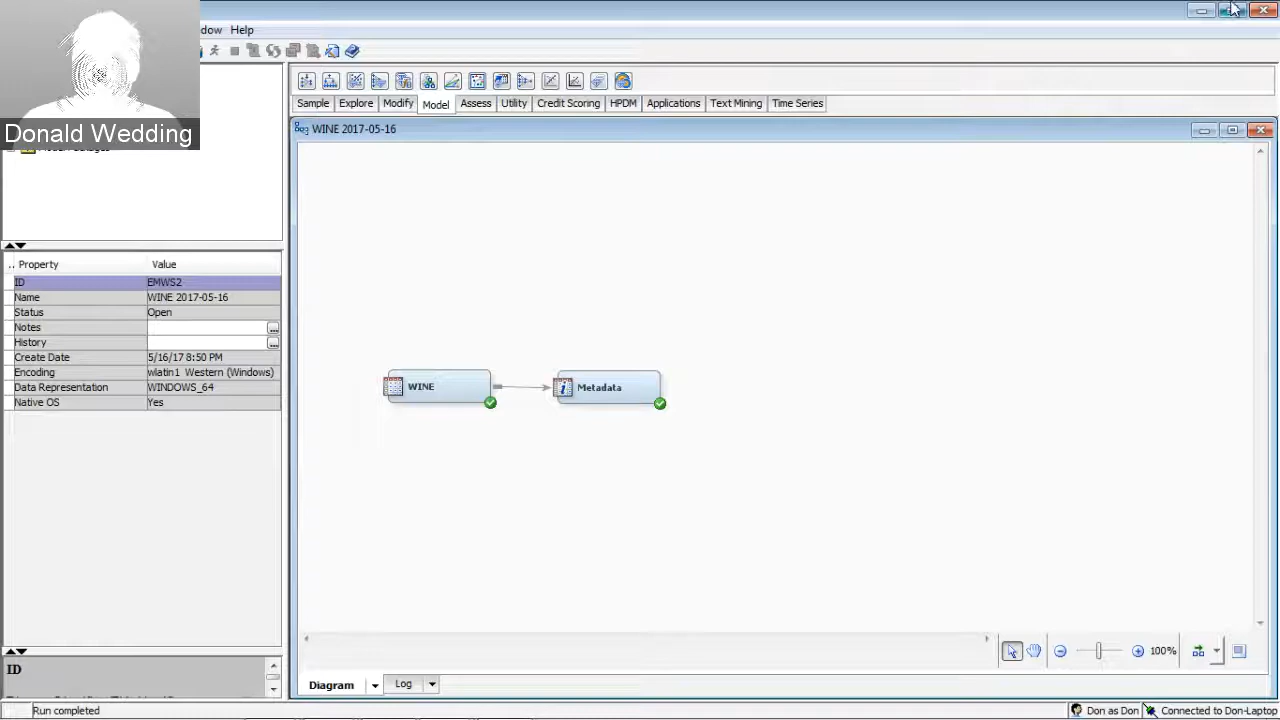 Donald Wedding
dow Help
Sample Explore Modify Model Assess Utility Credit Scoring HPDM Applications Text Mining Time Series
WINE 2017-05-16
.. Property Value
ID EMWS2
Name WINE 2017-05-16
Status Open
Notes ...
History ...
Create Date 5/16/17 8:50 PM
Encoding wlatin1 Western (Windows)
Data Representation WINDOWS_64
Native OS Yes
WINE
Metadata
100%
ID
Diagram Log
Run completed
Don as Don Connected to Don-Laptop